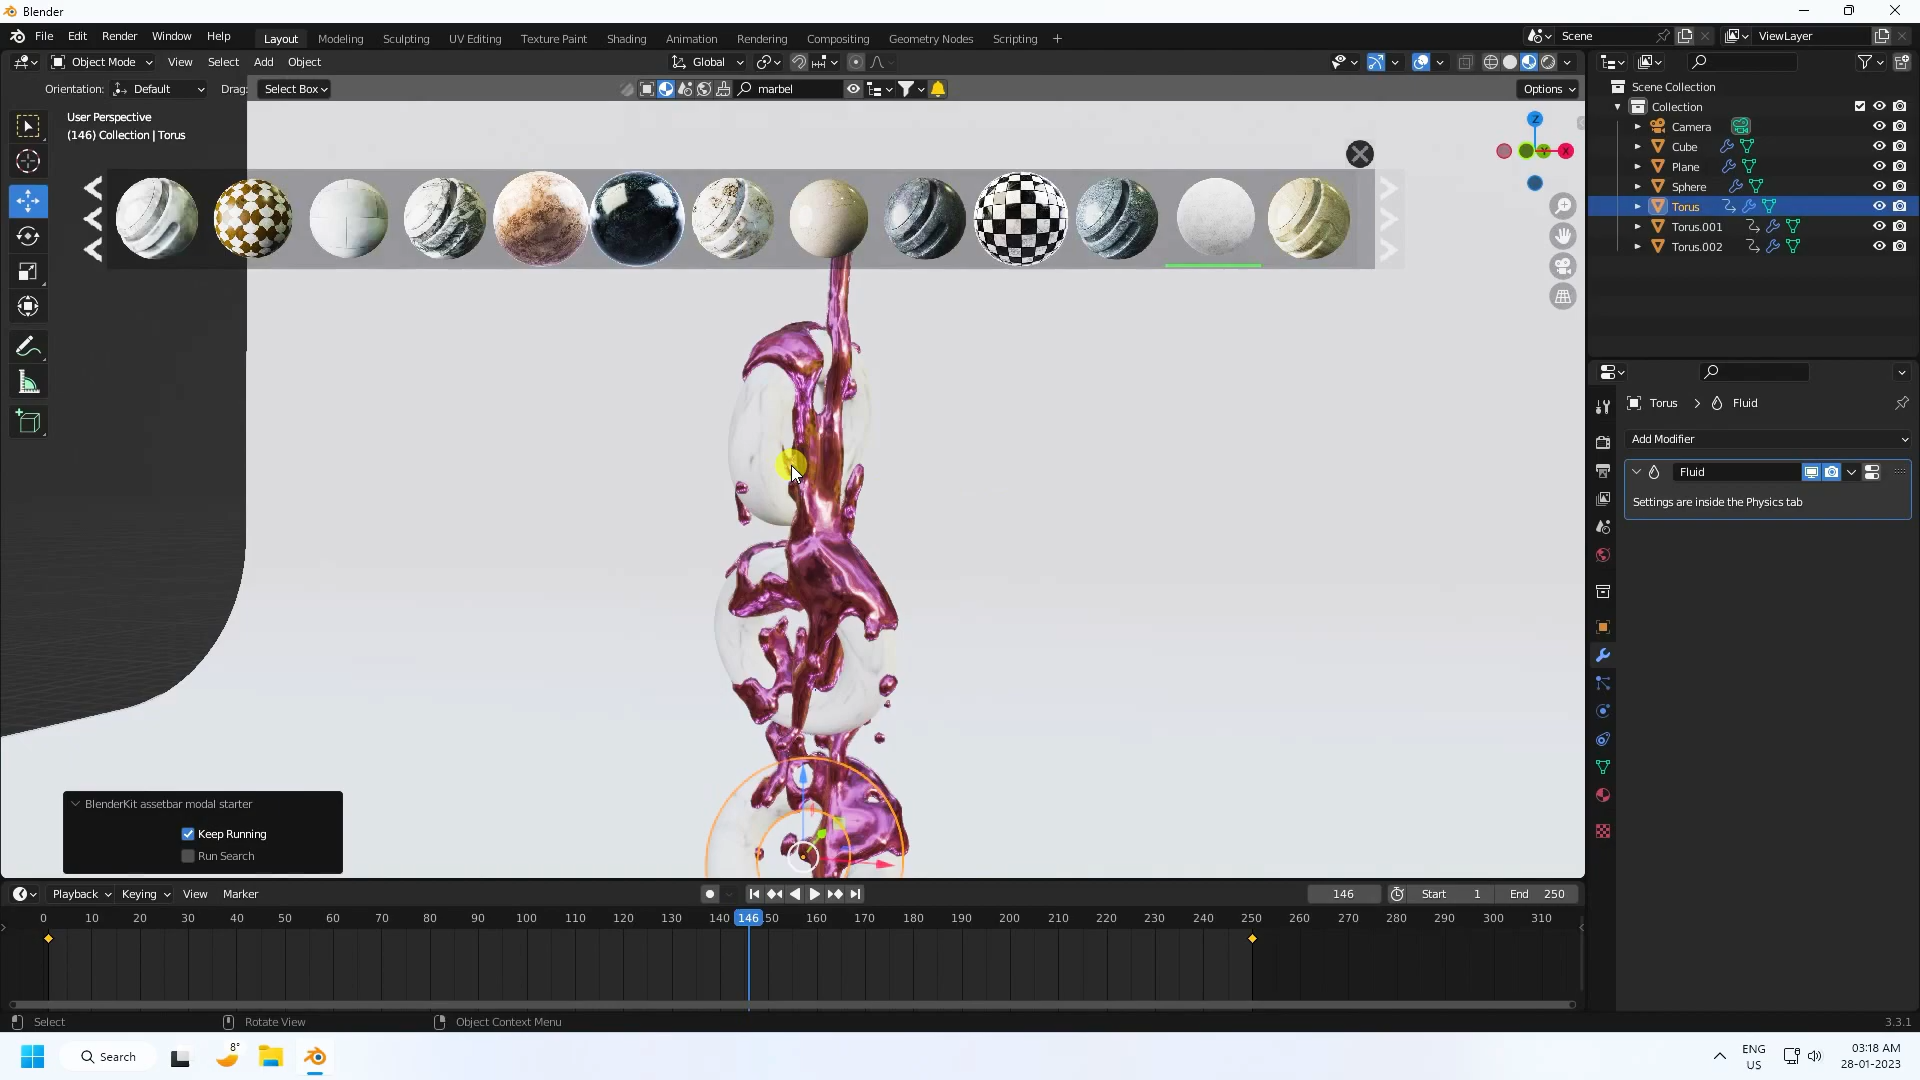 Blender
File Edit Render Window Help Layout Modeling Sculpting UV Editing Texture Paint Shading Animation Rendering Compositing Geometry Nodes Scripting + Scene ViewLayer
Object Mode View Select Add Object Global
Orientation: Default Drag: Select Box marbel Options
User Perspective
(146) Collection | Torus
Z
X
Y
Scene Collection
Collection
Camera
Cube
Plane
Sphere
Torus
Torus.001
Torus.002
Torus > Fluid
Add Modifier
Fluid
Settings are inside the Physics tab
BlenderKit assetbar modal starter
Keep Running
Run Search
Playback Keying View Marker 146 Start 1 End 250
0 10 20 30 40 50 60 70 80 90 100 110 120 130 140 146 50 160 170 180 190 200 210 220 230 240 250 260 270 280 290 300 310
Select Rotate View Object Context Menu 3.3.1
Search 8° ENG US 03:18 AM
28-01-2023